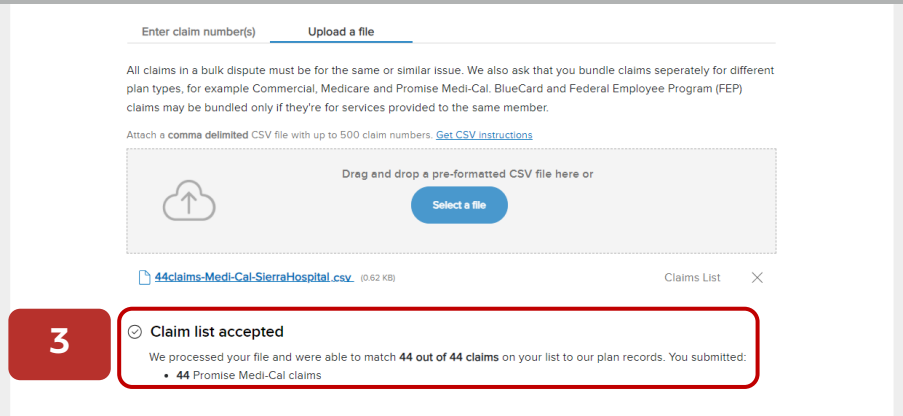 Enter claim number(s)
Upload a file
All claims in a bulk dispute must be for the same or similar issue. We also ask that you bundle claims seperately for different
plan types, for example Commercial, Medicare and Promise Medi-Cal. BlueCard and Federal Employee Program (FEP)
claims may be bundled only if they're for services provided to the same member.
Attach a comma delimited CSV file with up to 500 claim numbers. Get CSV instructions
Drag and drop a pre-formatted CSV file here or
Select a file
44claims-Medi-Cal-SierraHospital.csv (0.62 KB)
Claims List
3
Claim list accepted
We processed your file and were able to match 44 out of 44 claims on your list to our plan records. You submitted:
• 44 Promise Medi-Cal claims